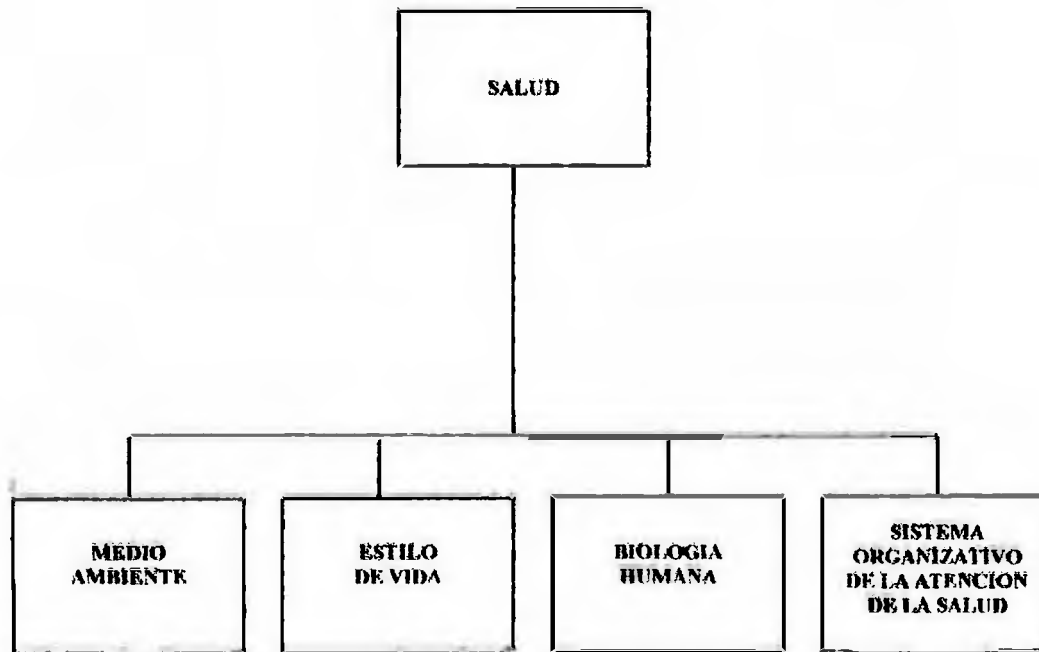 SALUD
MEDIO
AMBIENTE
ESTILO
DE VIDA
BIOLOGIA
HUMANA
SISTEMA
ORGANIZATIVO
DE LA ATENCION
DE LA SALUD